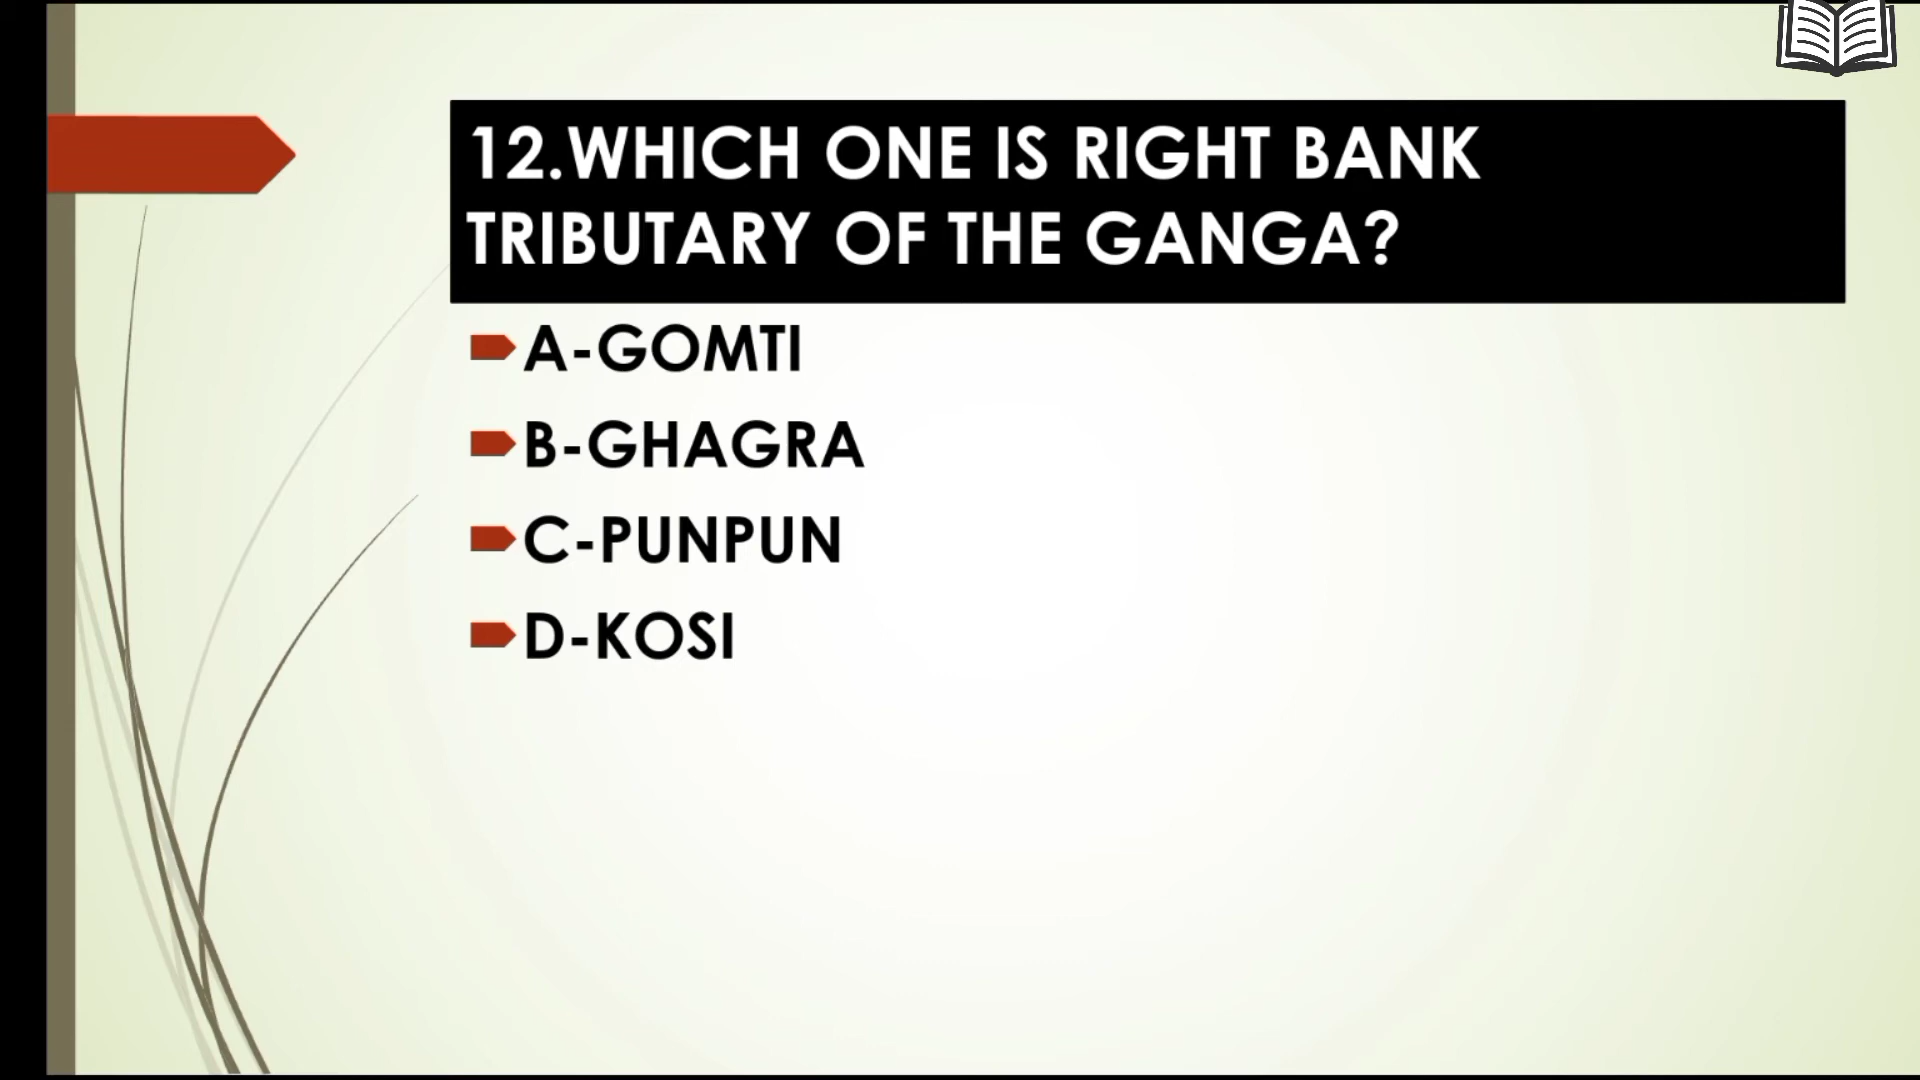 12.WHICH ONE IS RIGHT BANK
TRIBUTARY OF THE GANGA?
A-GOMTI
B-GHAGRA
C-PUNPUN
D-KOSI